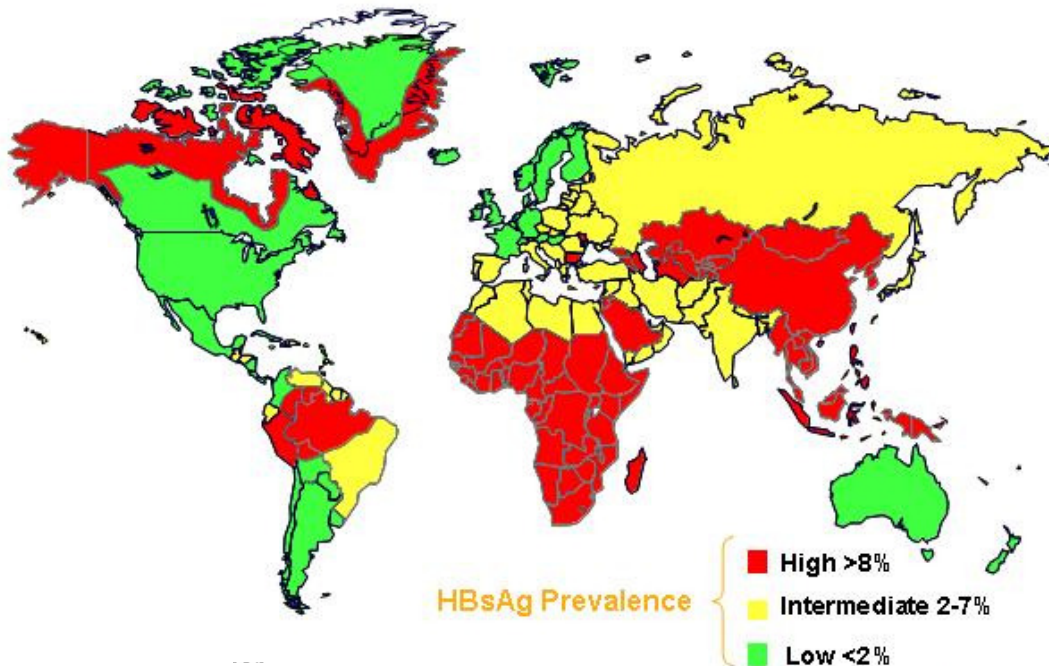 High >8%
HBsAg Prevalence
Intermediate 2-7%
Low <2%